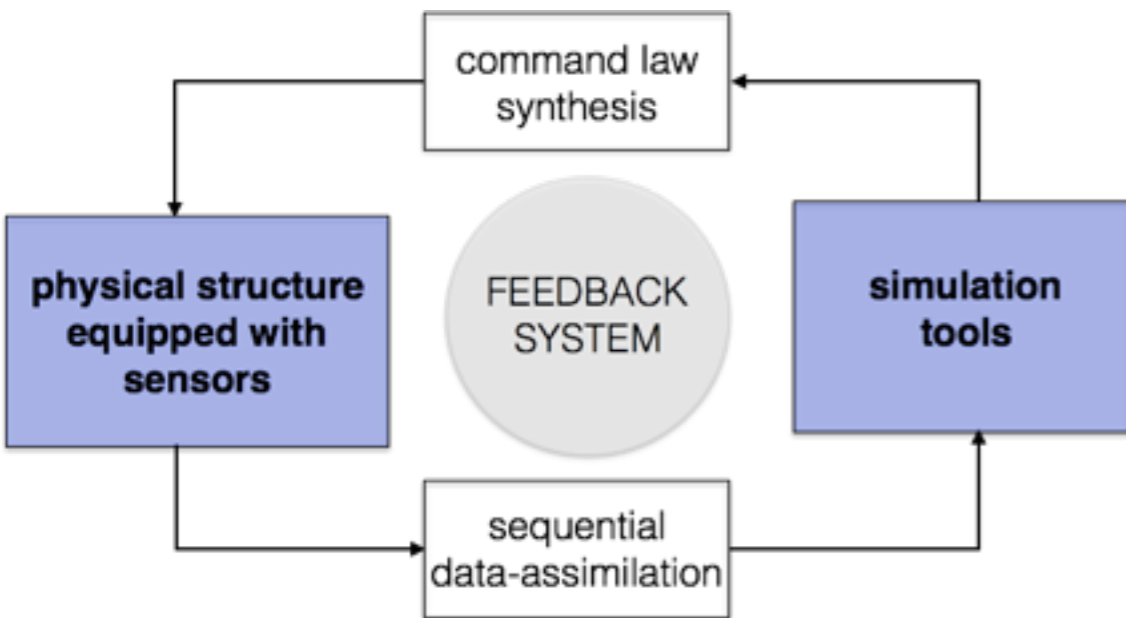 command law
synthesis
physical structure
equipped with
sensors
FEEDBACK
SYSTEM
simulation
tools
sequential
data-assimilation